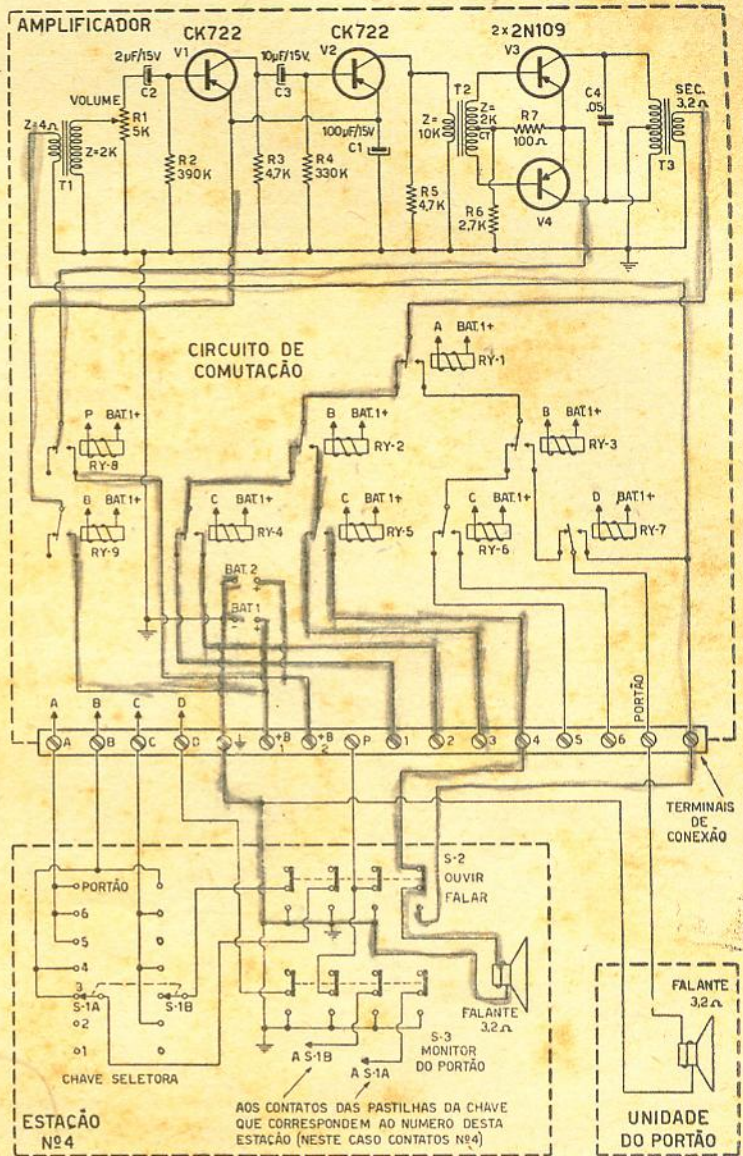 AMPLIFICADOR
CK722
CK722
2x2N109
2µF/15V
V1
10µF/15V
V2
V3
C2
C3
T2
C4
.05
SEC.
3,2Ω
VOLUME
Z=4Ω
R1
5K
Z=2K
T1
100µF/15V
C1
Z=
10K
Z=
2K
CT
R7
100Ω
T3
R2
390K
R3
4,7K
R4
330K
R5
4,7K
R6
2,7K
V4
CIRCUITO DE
COMUTAÇÃO
A BAT.1+
RY-1
P BAT.1+
RY-8
B BAT.1+
RY-2
B BAT.1+
RY-3
B BAT.1+
RY-9
C BAT.1+
RY-4
C BAT.1+
RY-5
C BAT.1+
RY-6
D BAT.1+
RY-7
BAT. 2
- +
BAT 1
- +
PORTÃO
A B C D
A B C D +B 1 +B 2 P 1 2 3 4 5 6
TERMINAIS
DE
CONEXÃO
PORTÃO
6
5
4
3
S-1A
S-1B
2
1
CHAVE SELETORA
S-2
OUVIR
FALAR
FALANTE
3,2Ω
S-3
MONITOR
DO PORTÃO
A S-1B
A S-1A
AOS CONTATOS DAS PASTILHAS DA CHAVE
QUE CORRESPONDEM AO NUMERO DESTA
ESTAÇÃO (NESTE CASO CONTATOS Nº4)
ESTAÇÃO
Nº4
FALANTE
3,2Ω
UNIDADE
DO PORTÃO